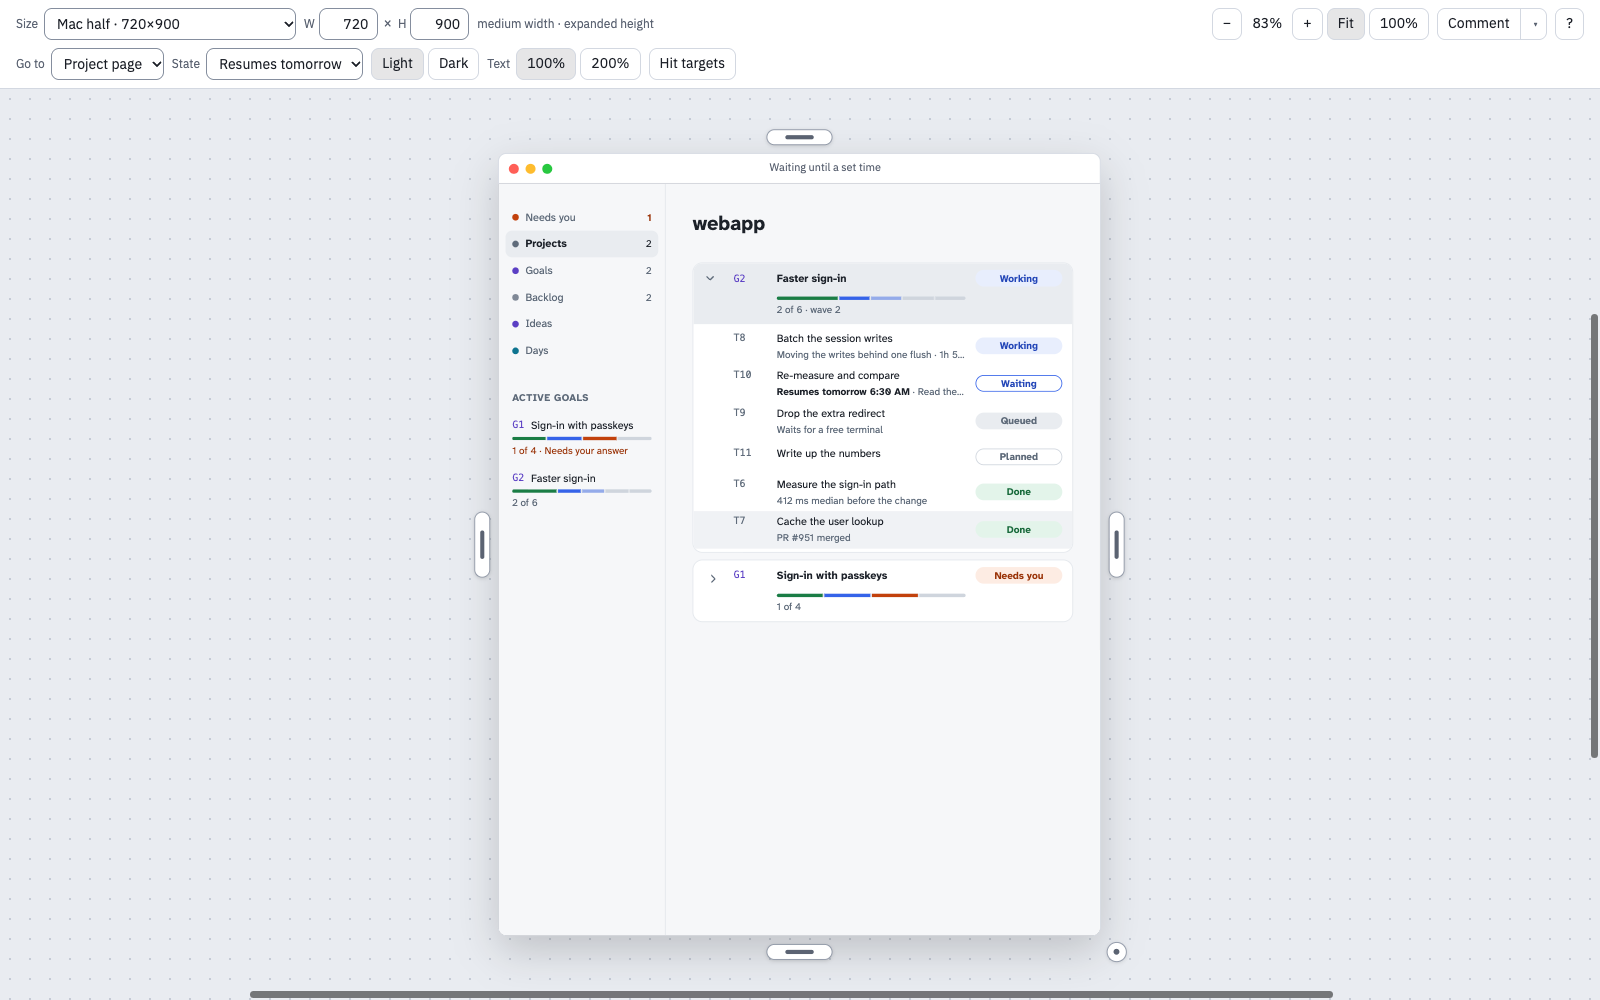 Size Mac half · 720×900 W 720 × H 900 medium width · expanded height − 83% + Fit 100% Comment ?
Go to Project page State Resumes tomorrow Light Dark Text 100% 200% Hit targets
Waiting until a set time
Needs you 1
Projects 2
Goals 2
Backlog 2
Ideas
Days
ACTIVE GOALS
G1 Sign-in with passkeys
1 of 4 · Needs your answer
G2 Faster sign-in
2 of 6
webapp
G2 Faster sign-in Working
2 of 6 · wave 2
T8 Batch the session writes Working
Moving the writes behind one flush · 1h 5...
T10 Re-measure and compare Waiting
Resumes tomorrow 6:30 AM · Read the...
T9 Drop the extra redirect Queued
Waits for a free terminal
T11 Write up the numbers Planned
T6 Measure the sign-in path Done
412 ms median before the change
T7 Cache the user lookup Done
PR #951 merged
G1 Sign-in with passkeys Needs you
1 of 4